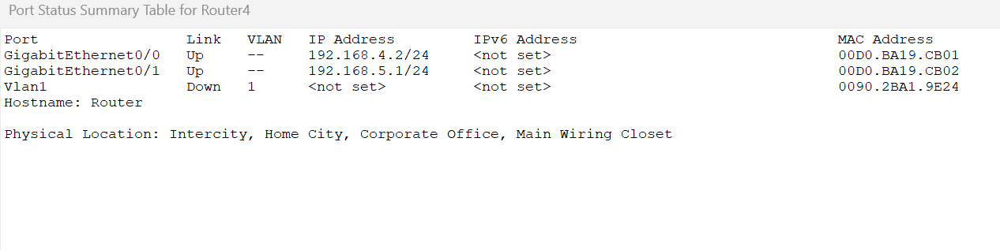 Port Status Summary Table for Router4
Port Link VLAN IP Address IPv6 Address MAC Address
GigabitEthernet0/0 Up -- 192.168.4.2/24 <not set> 00D0.BA19.CB01
GigabitEthernet0/1 Up -- 192.168.5.1/24 <not set> 00D0.BA19.CB02
Vlan1 Down 1 <not set> <not set> 0090.2BA1.9E24
Hostname: Router
Physical Location: Intercity, Home City, Corporate Office, Main Wiring Closet